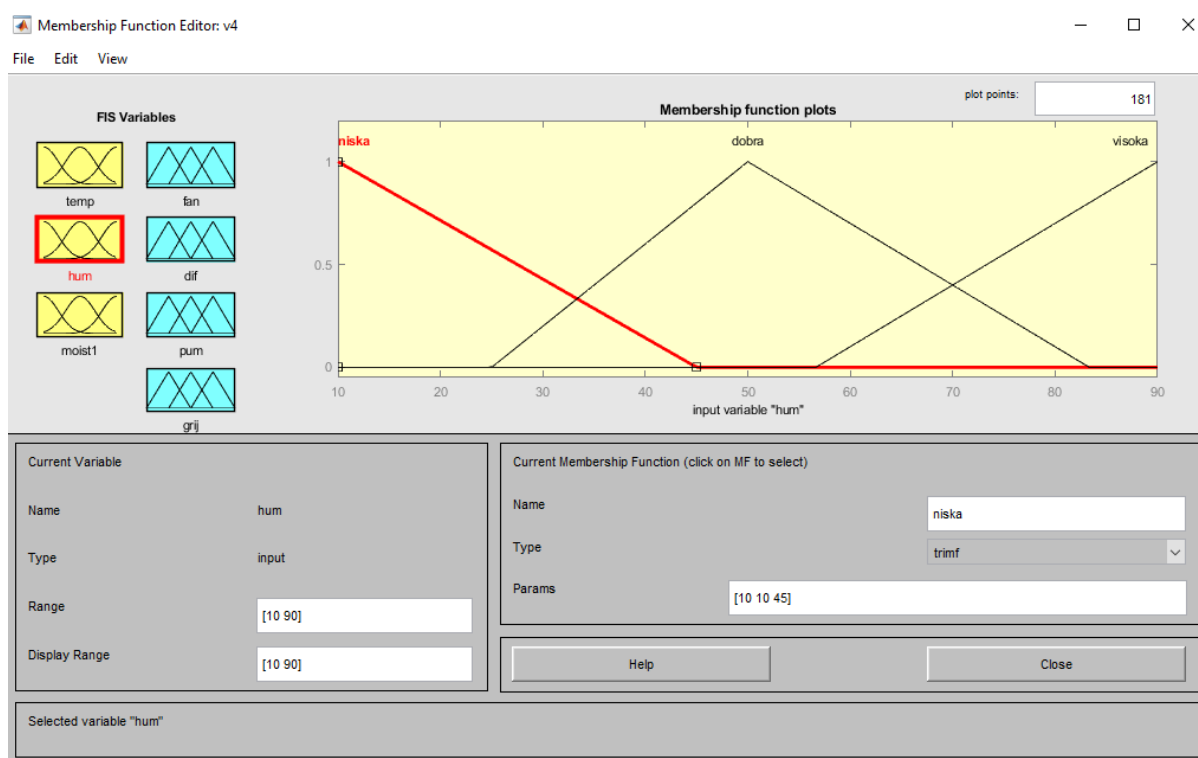 Membership Function Editor: v4
File Edit View
plot points: 181
FIS Variables
Membership function plots
temp fan
hum dif
moist1 pum
grij
niska dobra visoka
1
0.5
0
10 20 30 40 50 60 70 80 90
input variable "hum"
Current Variable
Name hum
Type input
Range [10 90]
Display Range [10 90]
Current Membership Function (click on MF to select)
Name niska
Type trimf
Params [10 10 45]
Help Close
Selected variable "hum"